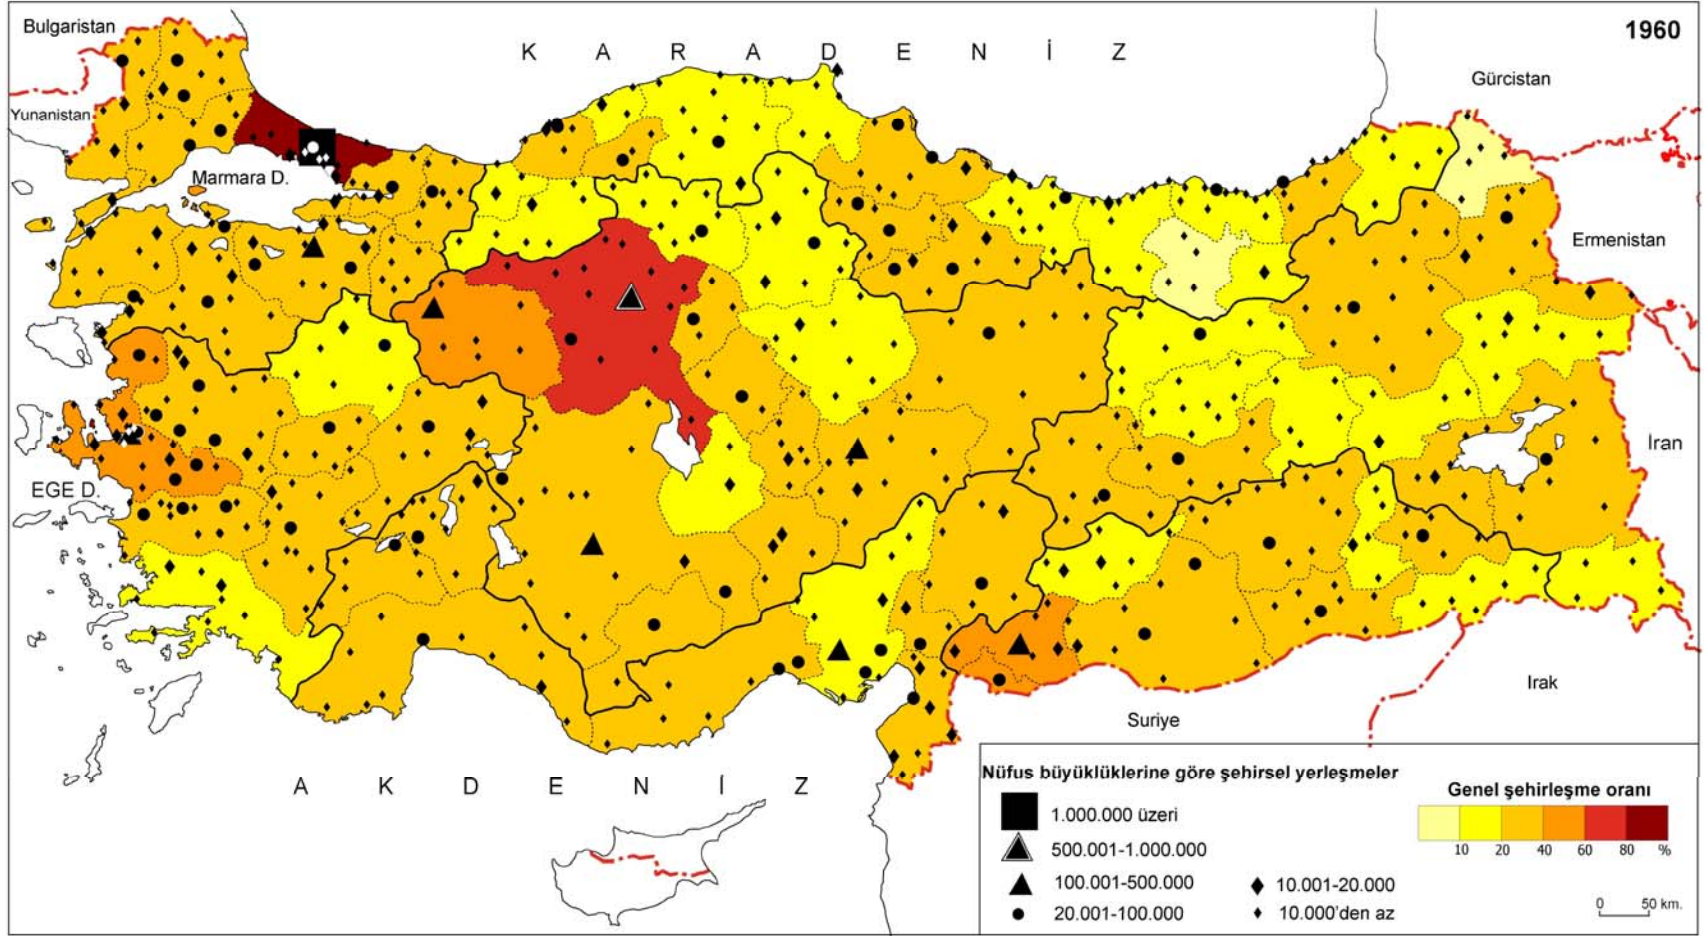 Bulgaristan
1960
K A R A D E N İ Z
Gürcistan
Yunanistan
Marmara D.
Ermenistan
İran
EGE D.
Irak
Suriye
A K D E N İ Z
Nüfus büyüklüklerine göre şehirsel yerleşmeler
1.000.000 üzeri
500.001-1.000.000
100.001-500.000
20.001-100.000
10.001-20.000
10.000'den az
Genel şehirleşme oranı
10 20 40 60 80 %
0 50 km.